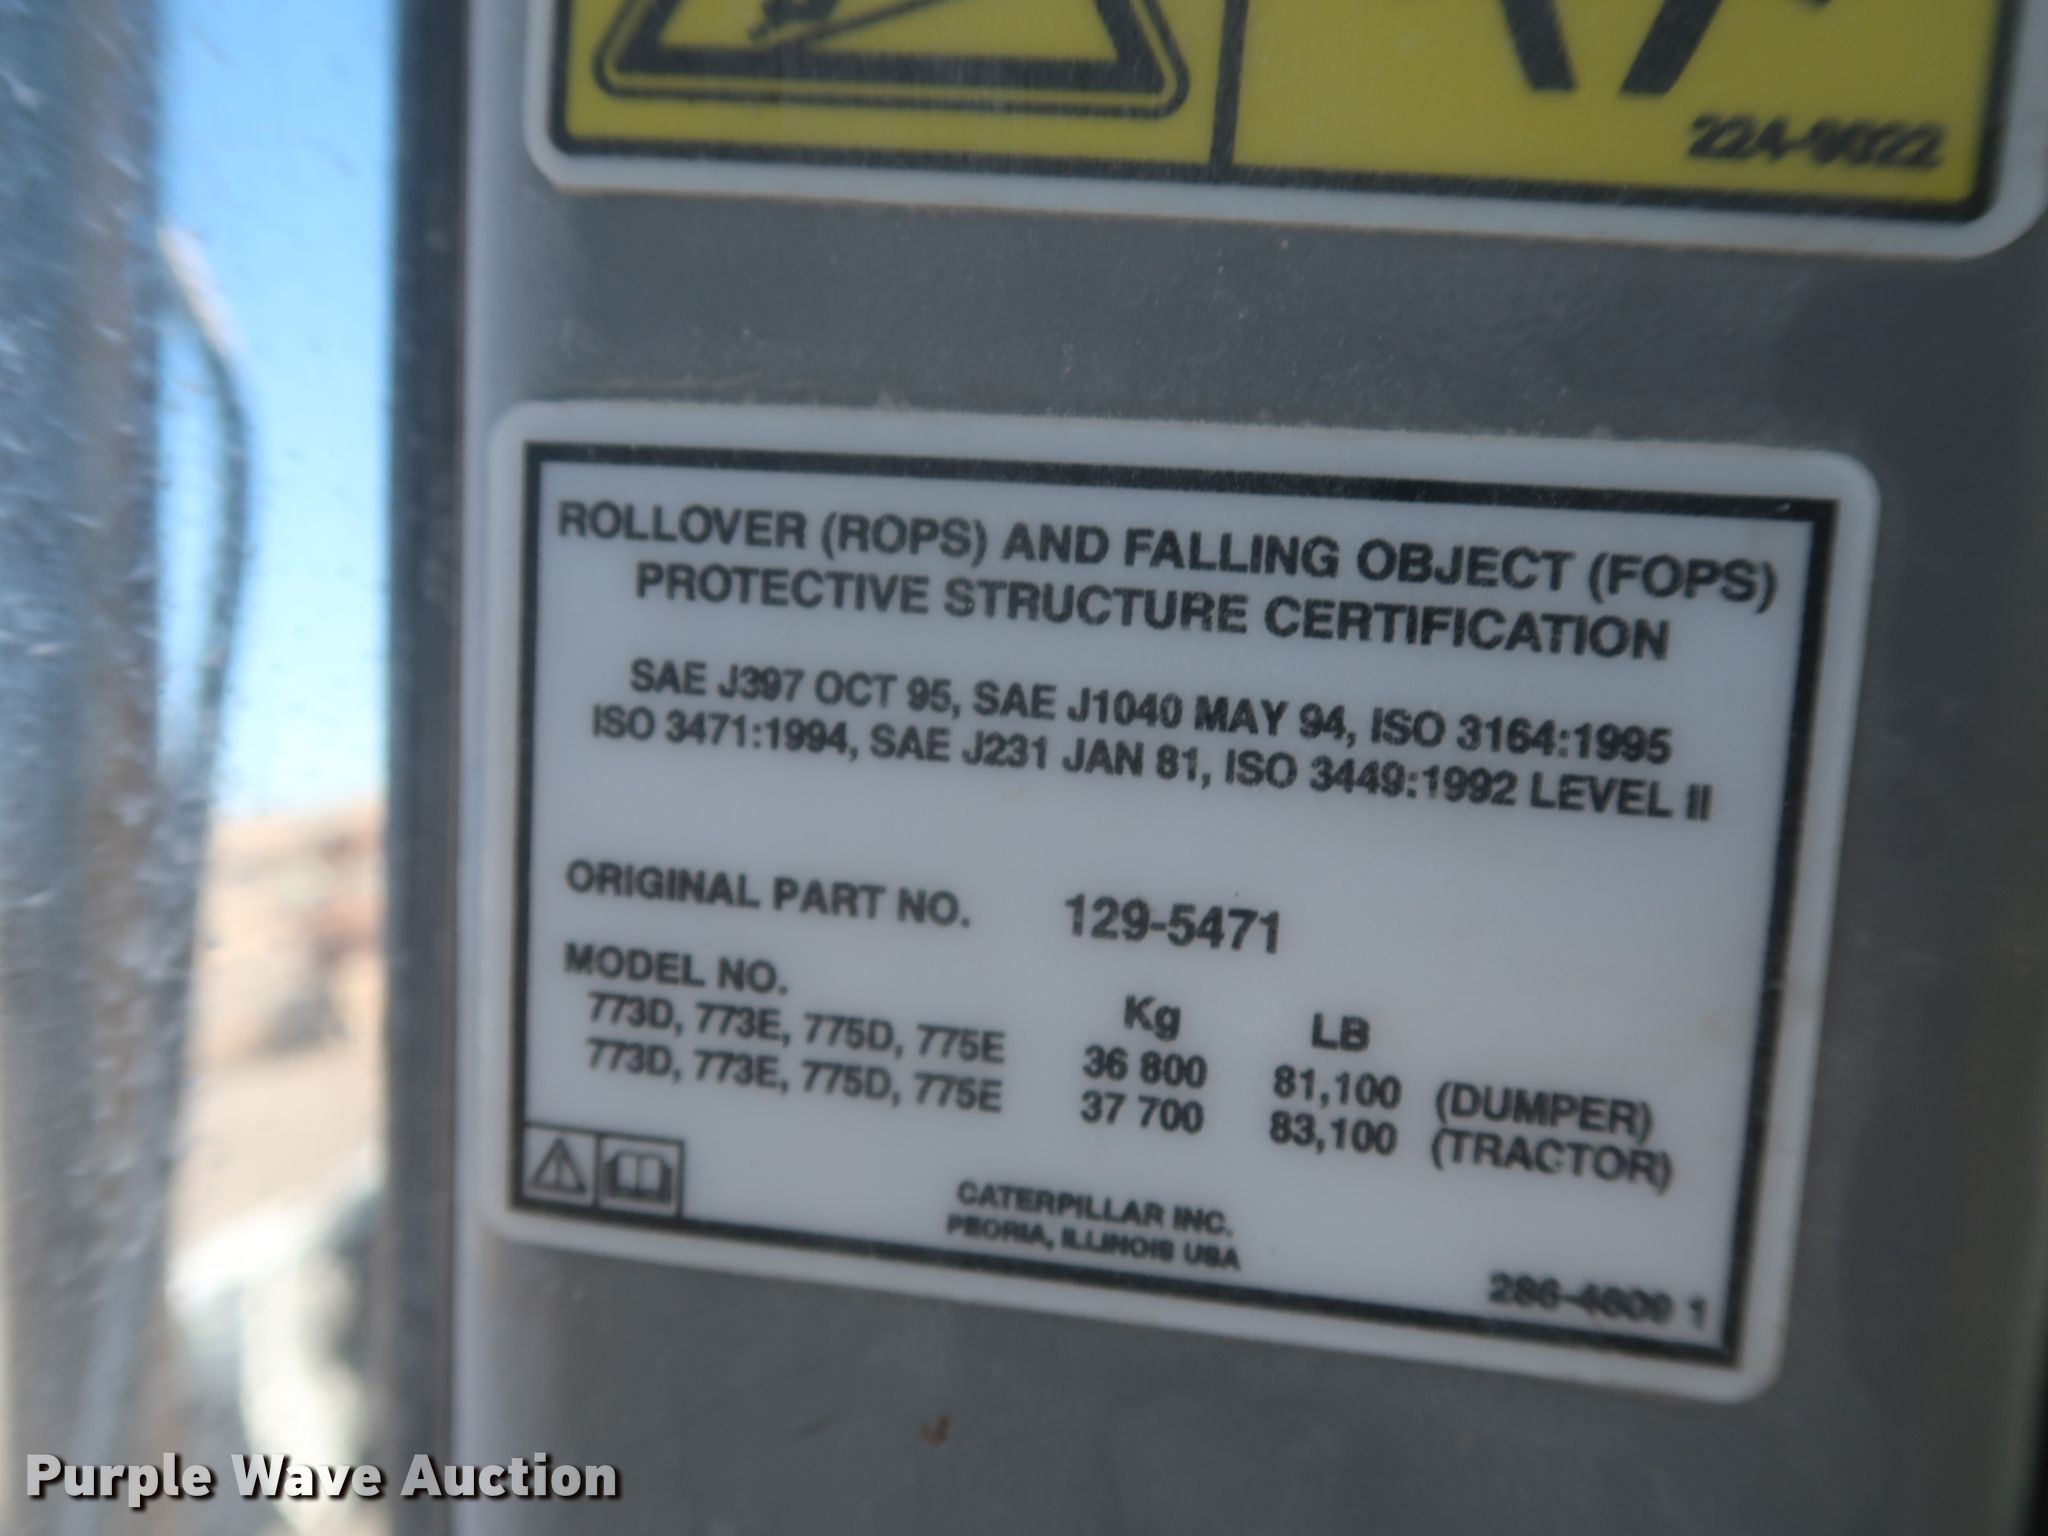 ROLLOVER (ROPS) AND FALLING OBJECT (FOPS)
PROTECTIVE STRUCTURE CERTIFICATION
SAE J397 OCT 95, SAE J1040 MAY 94, ISO 3164:1995
ISO 3471:1994, SAE J231 JAN 81, ISO 3449:1992 LEVEL II
ORIGINAL PART NO. 129-5471
MODEL NO. Kg LB
773D, 773E, 775D, 775E 36 800 81,100 (DUMPER)
773D, 773E, 775D, 775E 37 700 83,100 (TRACTOR)
CATERPILLAR INC.
PEORIA, ILLINOIS USA
Purple Wave Auction